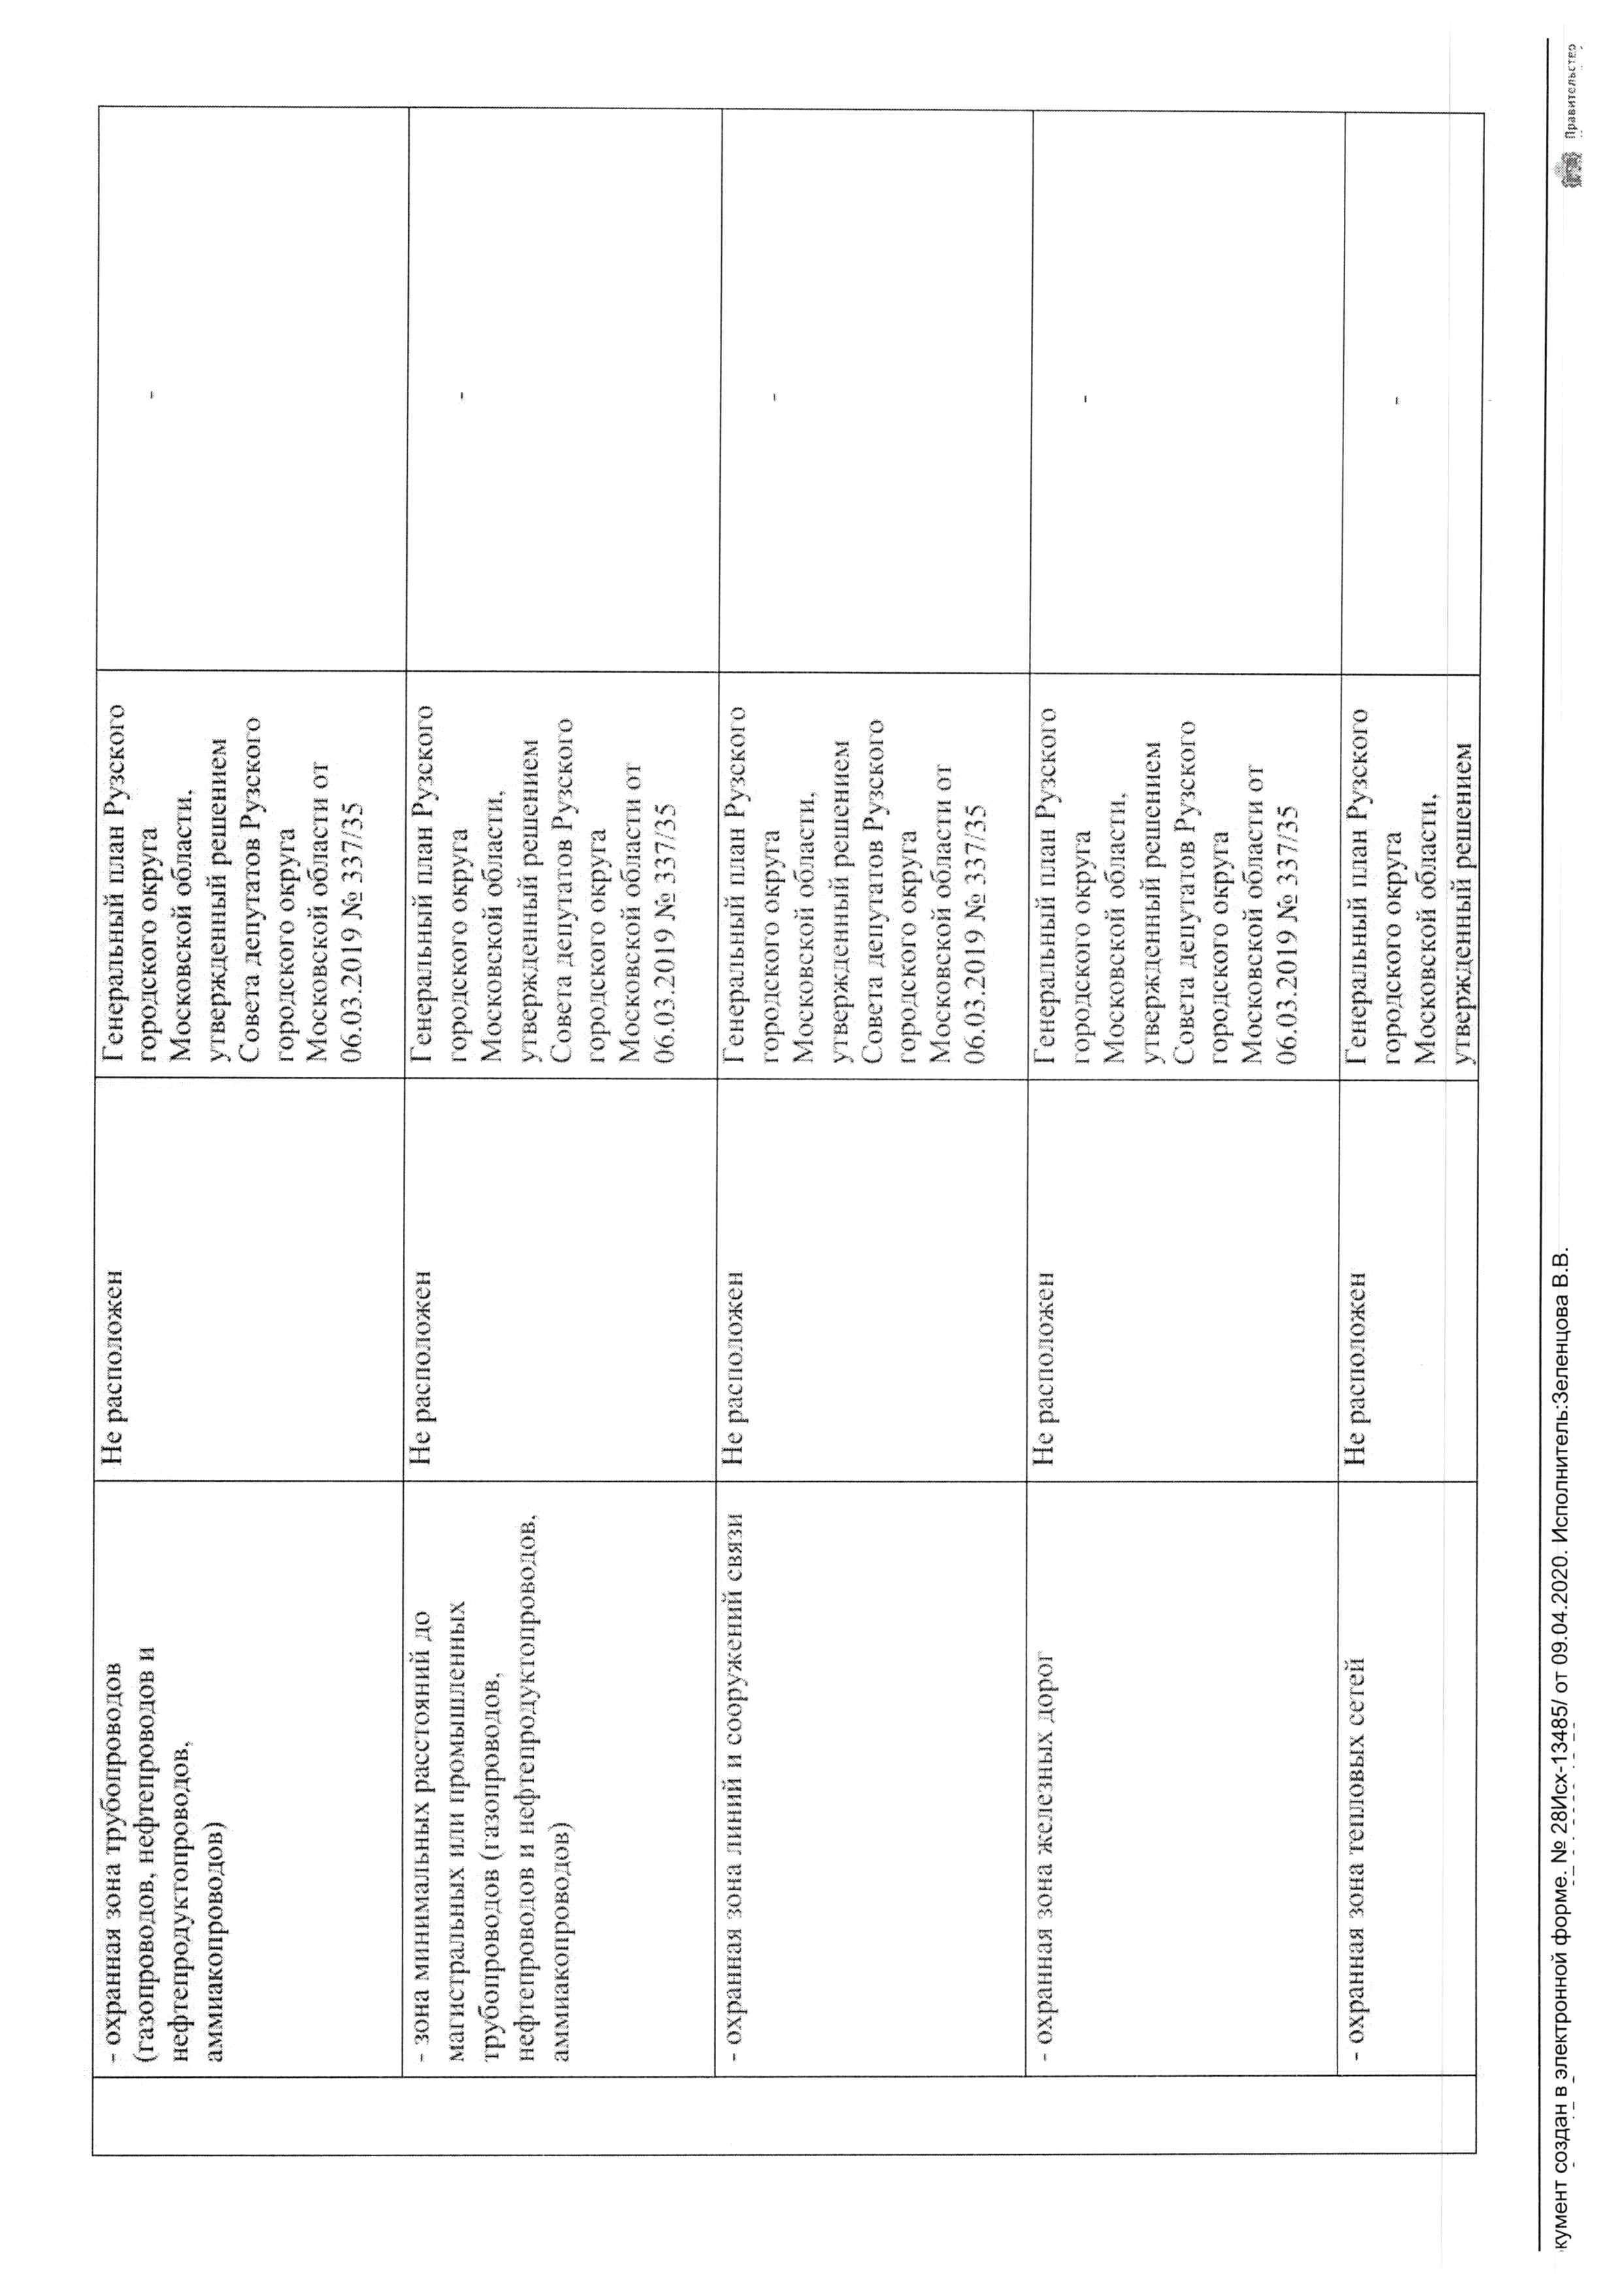 - охранная зона трубопроводов
(газопроводов, нефтепроводов и
нефтепродуктопроводов,
аммиакопроводов)
Не расположен
Генеральный план Рузского
городского округа
Московской области,
утвержденный решением
Совета депутатов Рузского
городского округа
Московской области от
06.03.2019 № 337/35
-
- зона минимальных расстояний до
магистральных или промышленных
трубопроводов (газопроводов,
нефтепроводов и нефтепродуктопроводов,
аммиакопроводов)
Не расположен
Генеральный план Рузского
городского округа
Московской области,
утвержденный решением
Совета депутатов Рузского
городского округа
Московской области от
06.03.2019 № 337/35
-
- охранная зона линий и сооружений связи
Не расположен
Генеральный план Рузского
городского округа
Московской области,
утвержденный решением
Совета депутатов Рузского
городского округа
Московской области от
06.03.2019 № 337/35
-
- охранная зона железных дорог
Не расположен
Генеральный план Рузского
городского округа
Московской области,
утвержденный решением
Совета депутатов Рузского
городского округа
Московской области от
06.03.2019 № 337/35
-
- охранная зона тепловых сетей
Не расположен
Генеральный план Рузского
городского округа
Московской области,
утвержденный решением
-
кумент создан в электронной форме. № 28Исх-13485/ от 09.04.2020. Исполнитель:Зеленцова В.В.
Правительство